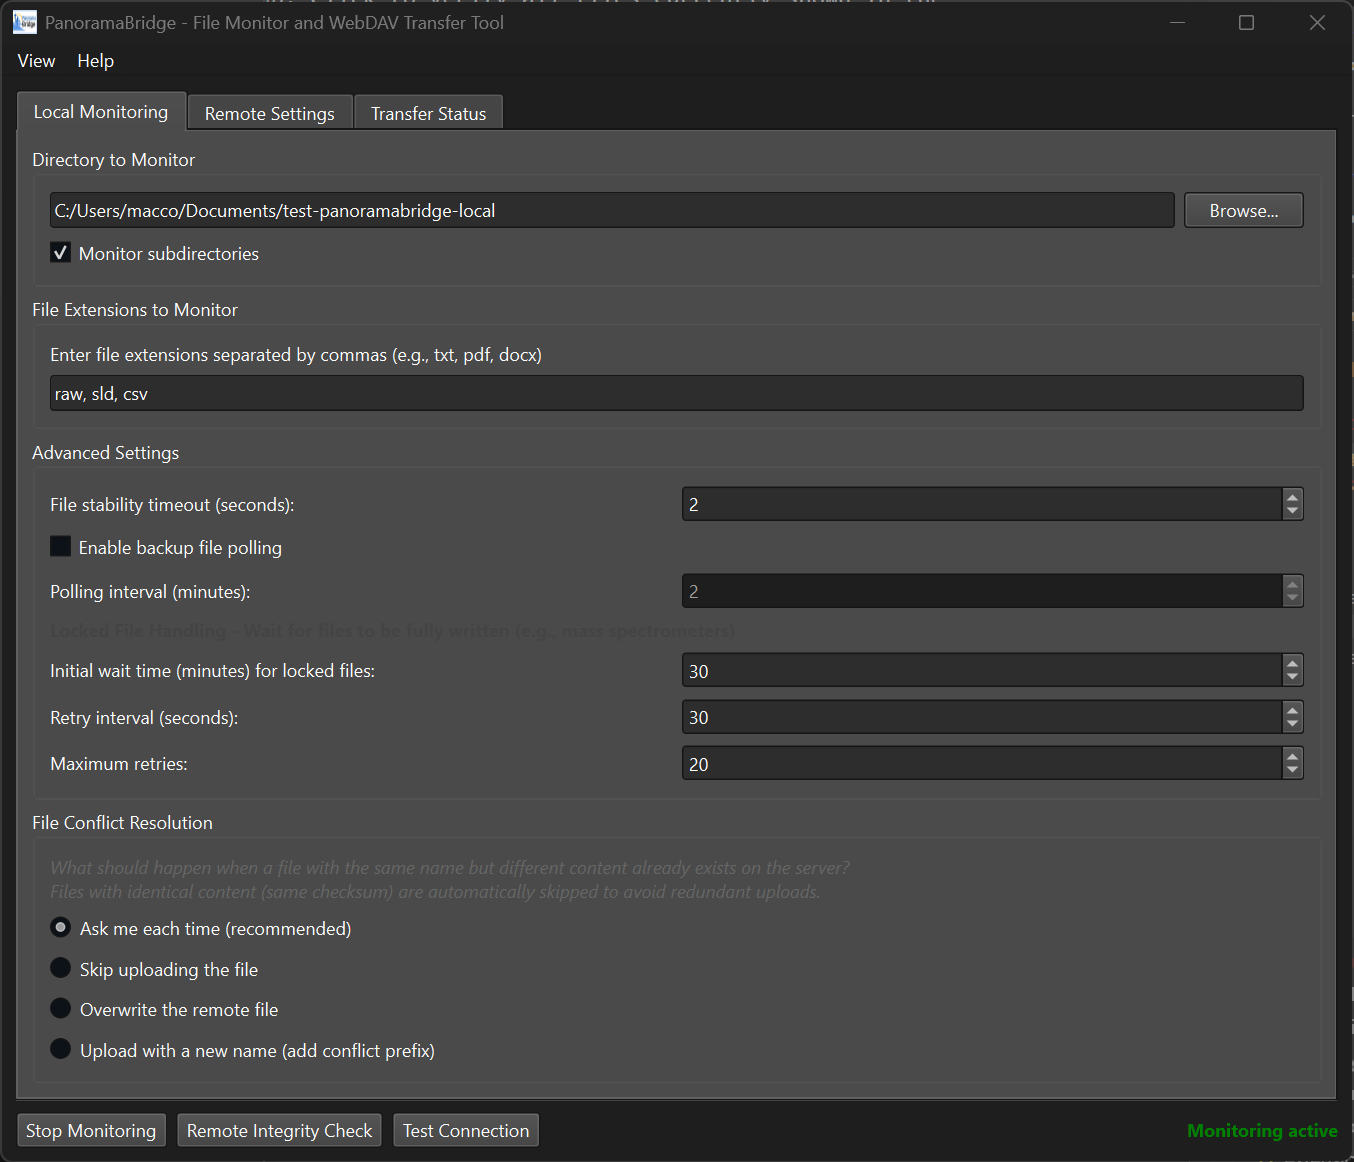 PanoramaBridge - File Monitor and WebDAV Transfer Tool
View Help
Local Monitoring Remote Settings Transfer Status
Directory to Monitor
C:/Users/macco/Documents/test-panoramabridge-local Browse...
Monitor subdirectories
File Extensions to Monitor
Enter file extensions separated by commas (e.g., txt, pdf, docx)
raw, sld, csv
Advanced Settings
File stability timeout (seconds): 2
Enable backup file polling
Polling interval (minutes): 2
Locked File Handling - Wait for files to be fully written (e.g., mass spectrometers)
Initial wait time (minutes) for locked files: 30
Retry interval (seconds): 30
Maximum retries: 20
File Conflict Resolution
What should happen when a file with the same name but different content already exists on the server?
Files with identical content (same checksum) are automatically skipped to avoid redundant uploads.
Ask me each time (recommended)
Skip uploading the file
Overwrite the remote file
Upload with a new name (add conflict prefix)
Stop Monitoring Remote Integrity Check Test Connection Monitoring active